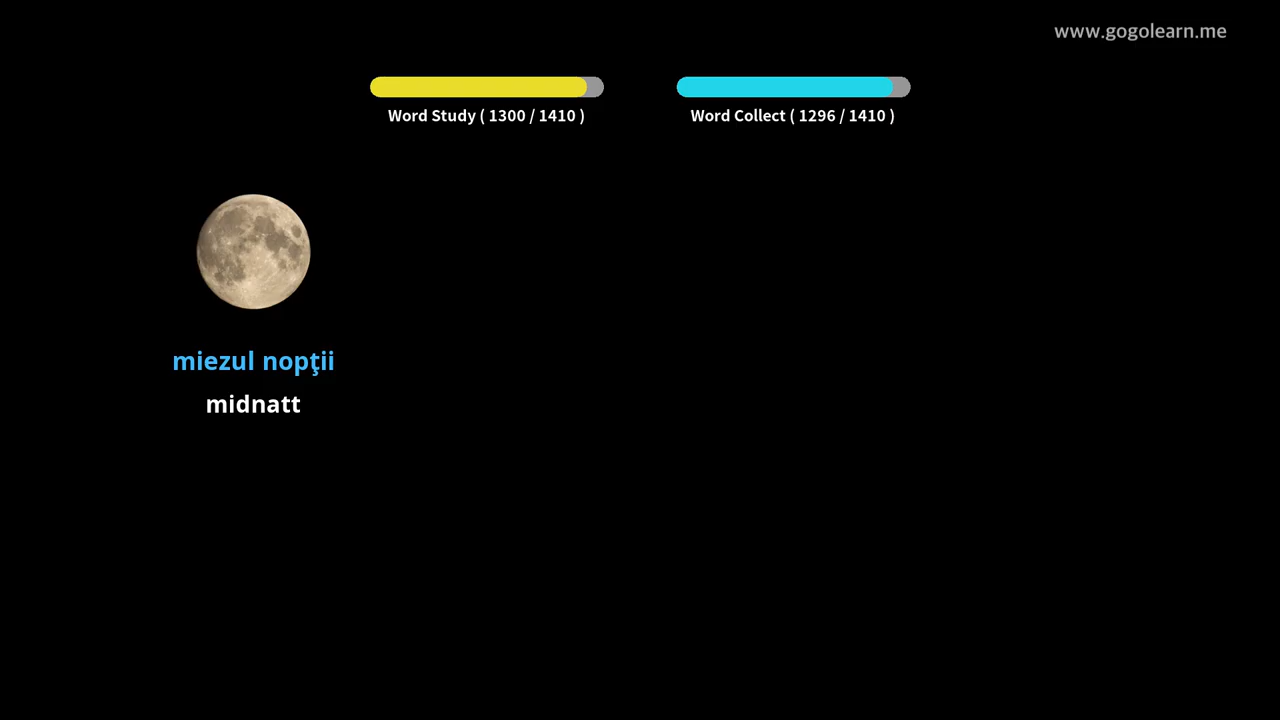 www.gogolearn.me
Word Study ( 1300 / 1410 )
Word Collect ( 1296 / 1410 )
miezul nopţii
midnatt